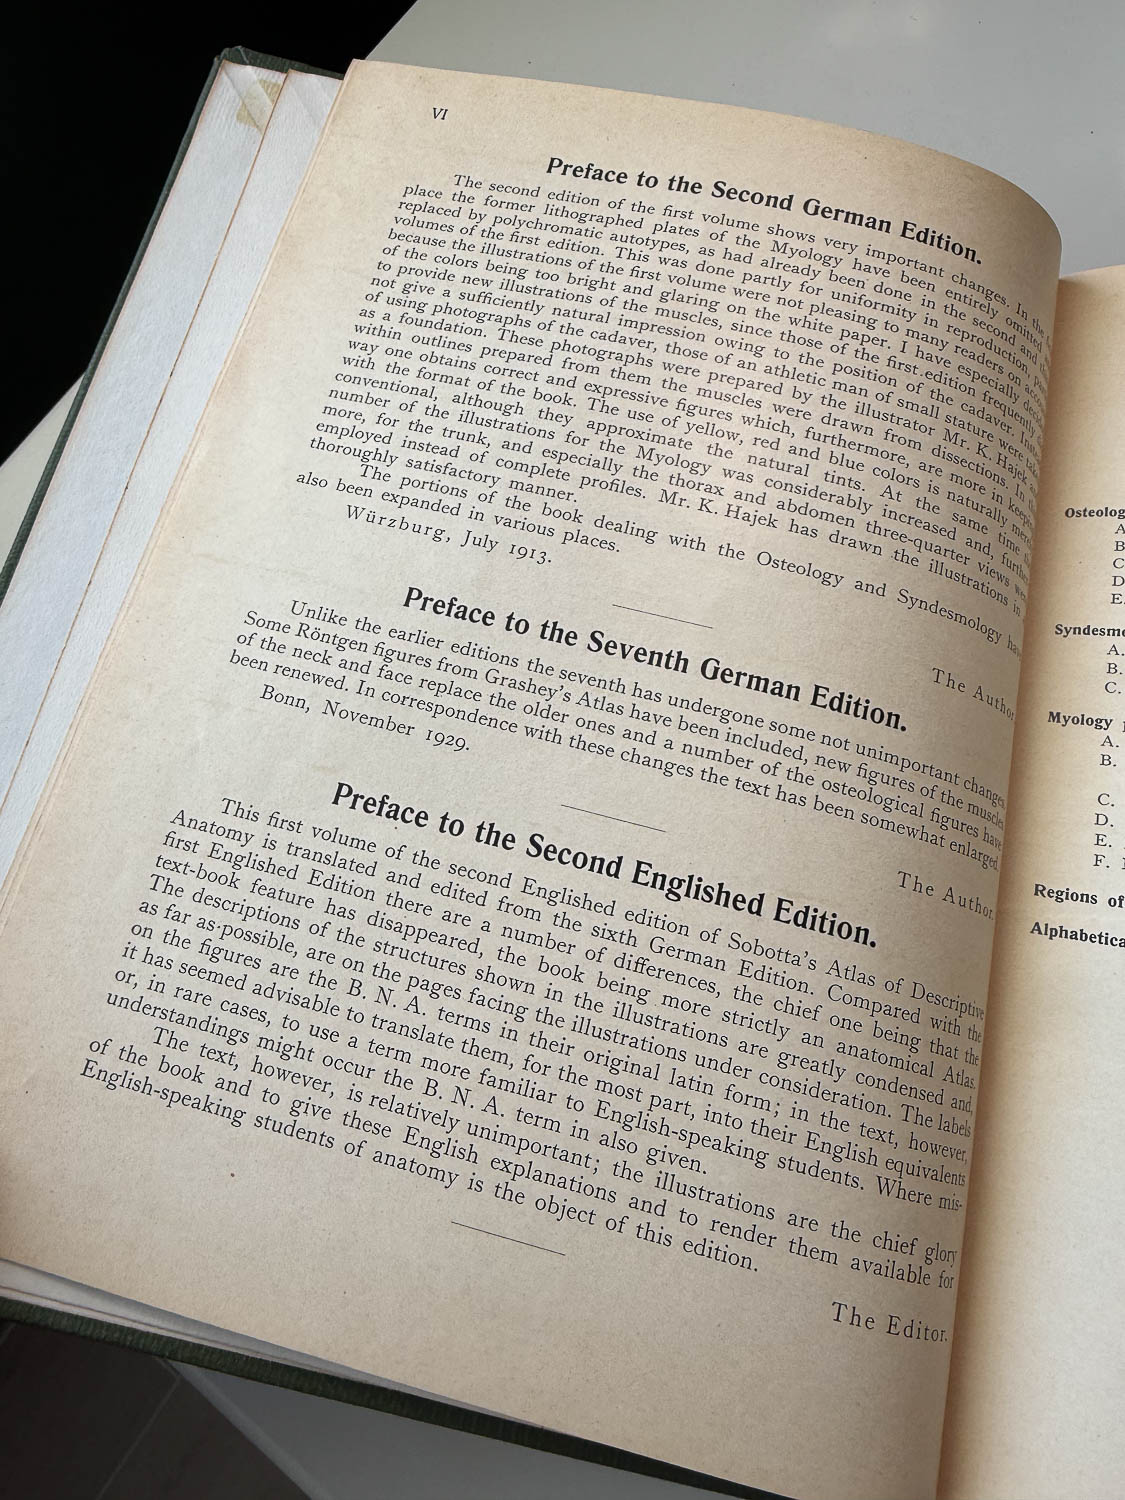 VI
Preface to the Second German Edition.
The second edition of the first volume shows very important changes. In the
place the former lithographed plates of the Myology have been entirely omitted
replaced by polychromatic autotypes, as had already been done in the second and
volumes of the first edition. This was done partly for uniformity in reproduction,
because the illustrations of the first volume were not pleasing to many readers on
of the colors being too bright and glaring on the white paper. I have especially
to provide new illustrations of the muscles, since those of the first edition frequently
not give a sufficiently natural impression owing to the position of the cadaver.
of using photographs of the cadaver, those of an athletic man of small stature were
as a foundation. These photographs were prepared by the illustrator Mr. K. Hajek
within outlines prepared from them the muscles were drawn from dissections. In
way one obtains correct and expressive figures which, furthermore, are more in
with the format of the book. The use of yellow, red and blue colors is naturally
conventional, although they approximate the natural tints. At the same time
number of the illustrations for the Myology was considerably increased and,
more, for the trunk, and especially the thorax and abdomen three-quarter views
employed instead of complete profiles. Mr. K. Hajek has drawn the illustrations in
thoroughly satisfactory manner.
The portions of the book dealing with the Osteology and Syndesmology have
also been expanded in various places.
Würzburg, July 1913.
The Author.
Preface to the Seventh German Edition.
Unlike the earlier editions the seventh has undergone some not unimportant changes.
Some Röntgen figures from Grashey's Atlas have been included, new figures of the muscles
of the neck and face replace the older ones and a number of the osteological figures have
been renewed. In correspondence with these changes the text has been somewhat enlarged.
Bonn, November 1929.
The Author.
Preface to the Second Englished Edition.
This first volume of the second Englished edition of Sobotta's Atlas of Descriptive
Anatomy is translated and edited from the sixth German Edition. Compared with the
first Englished Edition there are a number of differences, the chief one being that the
text-book feature has disappeared, the book being more strictly an anatomical Atlas.
The descriptions of the structures shown in the illustrations are greatly condensed and,
as far as possible, are on the pages facing the illustrations under consideration. The labels
on the figures are the B. N. A. terms in their original latin form; in the text, however,
it has seemed advisable to translate them, for the most part, into their English equivalents
or, in rare cases, to use a term more familiar to English-speaking students. Where mis-
understandings might occur the B. N. A. term in also given.
The text, however, is relatively unimportant; the illustrations are the chief glory
of the book and to give these English explanations and to render them available for
English-speaking students of anatomy is the object of this edition.
The Editor.
A.
B.
C.
D.
E.
A.
B.
C.
Myology
A.
B.
C.
D.
E.
F.
Regions of